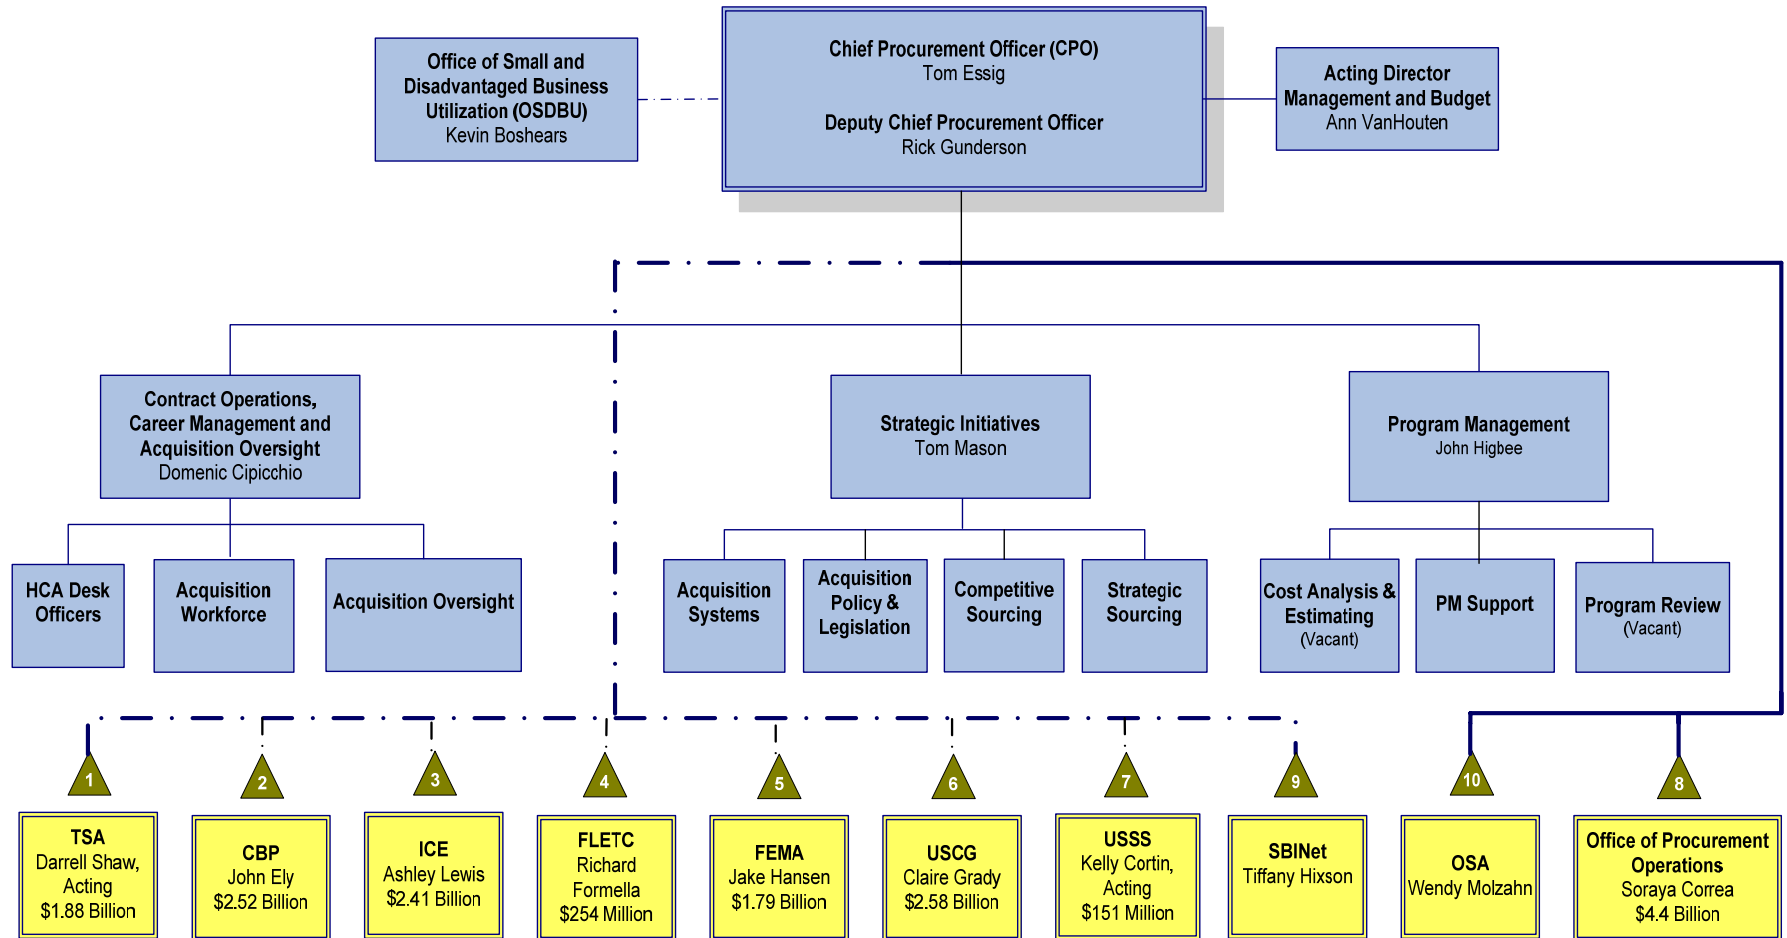 Office of Small and
Disadvantaged Business
Utilization (OSDBU)
Kevin Boshears
Chief Procurement Officer (CPO)
Tom Essig
Deputy Chief Procurement Officer
Rick Gunderson
Acting Director
Management and Budget
Ann VanHouten
Contract Operations,
Career Management and
Acquisition Oversight
Domenic Cipicchio
Strategic Initiatives
Tom Mason
Program Management
John Higbee
HCA Desk
Officers
Acquisition
Workforce
Acquisition Oversight
Acquisition
Systems
Acquisition
Policy &
Legislation
Competitive
Sourcing
Strategic
Sourcing
Cost Analysis &
Estimating
(Vacant)
PM Support
Program Review
(Vacant)
1
2
3
4
5
6
7
9
10
8
TSA
Darrell Shaw,
Acting
$1.88 Billion
CBP
John Ely
$2.52 Billion
ICE
Ashley Lewis
$2.41 Billion
FLETC
Richard
Formella
$254 Million
FEMA
Jake Hansen
$1.79 Billion
USCG
Claire Grady
$2.58 Billion
USSS
Kelly Cortin,
Acting
$151 Million
SBINet
Tiffany Hixson
OSA
Wendy Molzahn
Office of Procurement
Operations
Soraya Correa
$4.4 Billion